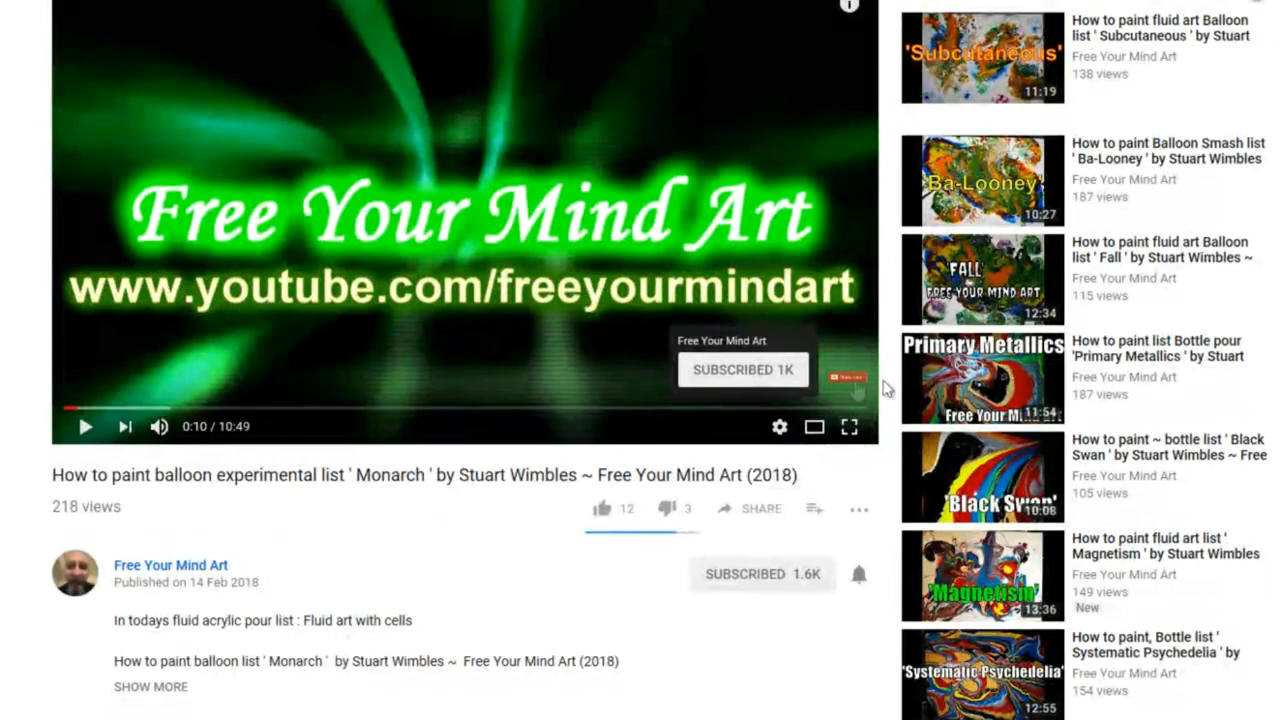 Free Your Mind Art
www.youtube.com/freeyourmindart
Free Your Mind Art
SUBSCRIBED 1K
0:10 / 10:49
How to paint balloon experimental list ' Monarch ' by Stuart Wimbles ~ Free Your Mind Art (2018)
218 views
12
3
SHARE
Free Your Mind Art
Published on 14 Feb 2018
SUBSCRIBED 1.6K
In todays fluid acrylic pour list : Fluid art with cells
How to paint balloon list ' Monarch ' by Stuart Wimbles ~ Free Your Mind Art (2018)
SHOW MORE
'Subcutaneous'
11:19
How to paint fluid art Balloon
list ' Subcutaneous ' by Stuart
Free Your Mind Art
138 views
'Ba-Looney'
10:27
How to paint Balloon Smash list
' Ba-Looney ' by Stuart Wimbles
Free Your Mind Art
187 views
FALL
FREE YOUR MIND ART
12:34
How to paint fluid art Balloon
list ' Fall ' by Stuart Wimbles ~
Free Your Mind Art
115 views
Primary Metallics
Free Your M
11:54
How to paint list Bottle pour
'Primary Metallics ' by Stuart
Free Your Mind Art
187 views
'Black Swan'
10:08
How to paint ~ bottle list ' Black
Swan ' by Stuart Wimbles ~ Free
Free Your Mind Art
105 views
'Magnetism'
13:36
How to paint fluid art list '
Magnetism ' by Stuart Wimbles
Free Your Mind Art
149 views
New
'Systematic Psychedelia'
12:55
How to paint, Bottle list '
Systematic Psychedelia ' by
Free Your Mind Art
154 views